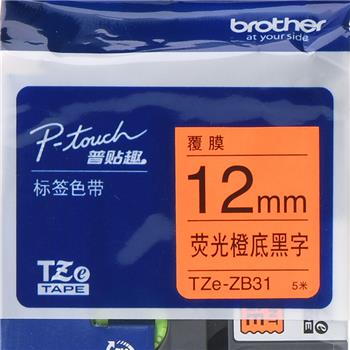 brother
at your side
P-touch
普贴趣
标签色带
覆膜
12mm
荧光橙底黑字
TZe-ZB31 5米
TZe
TAPE